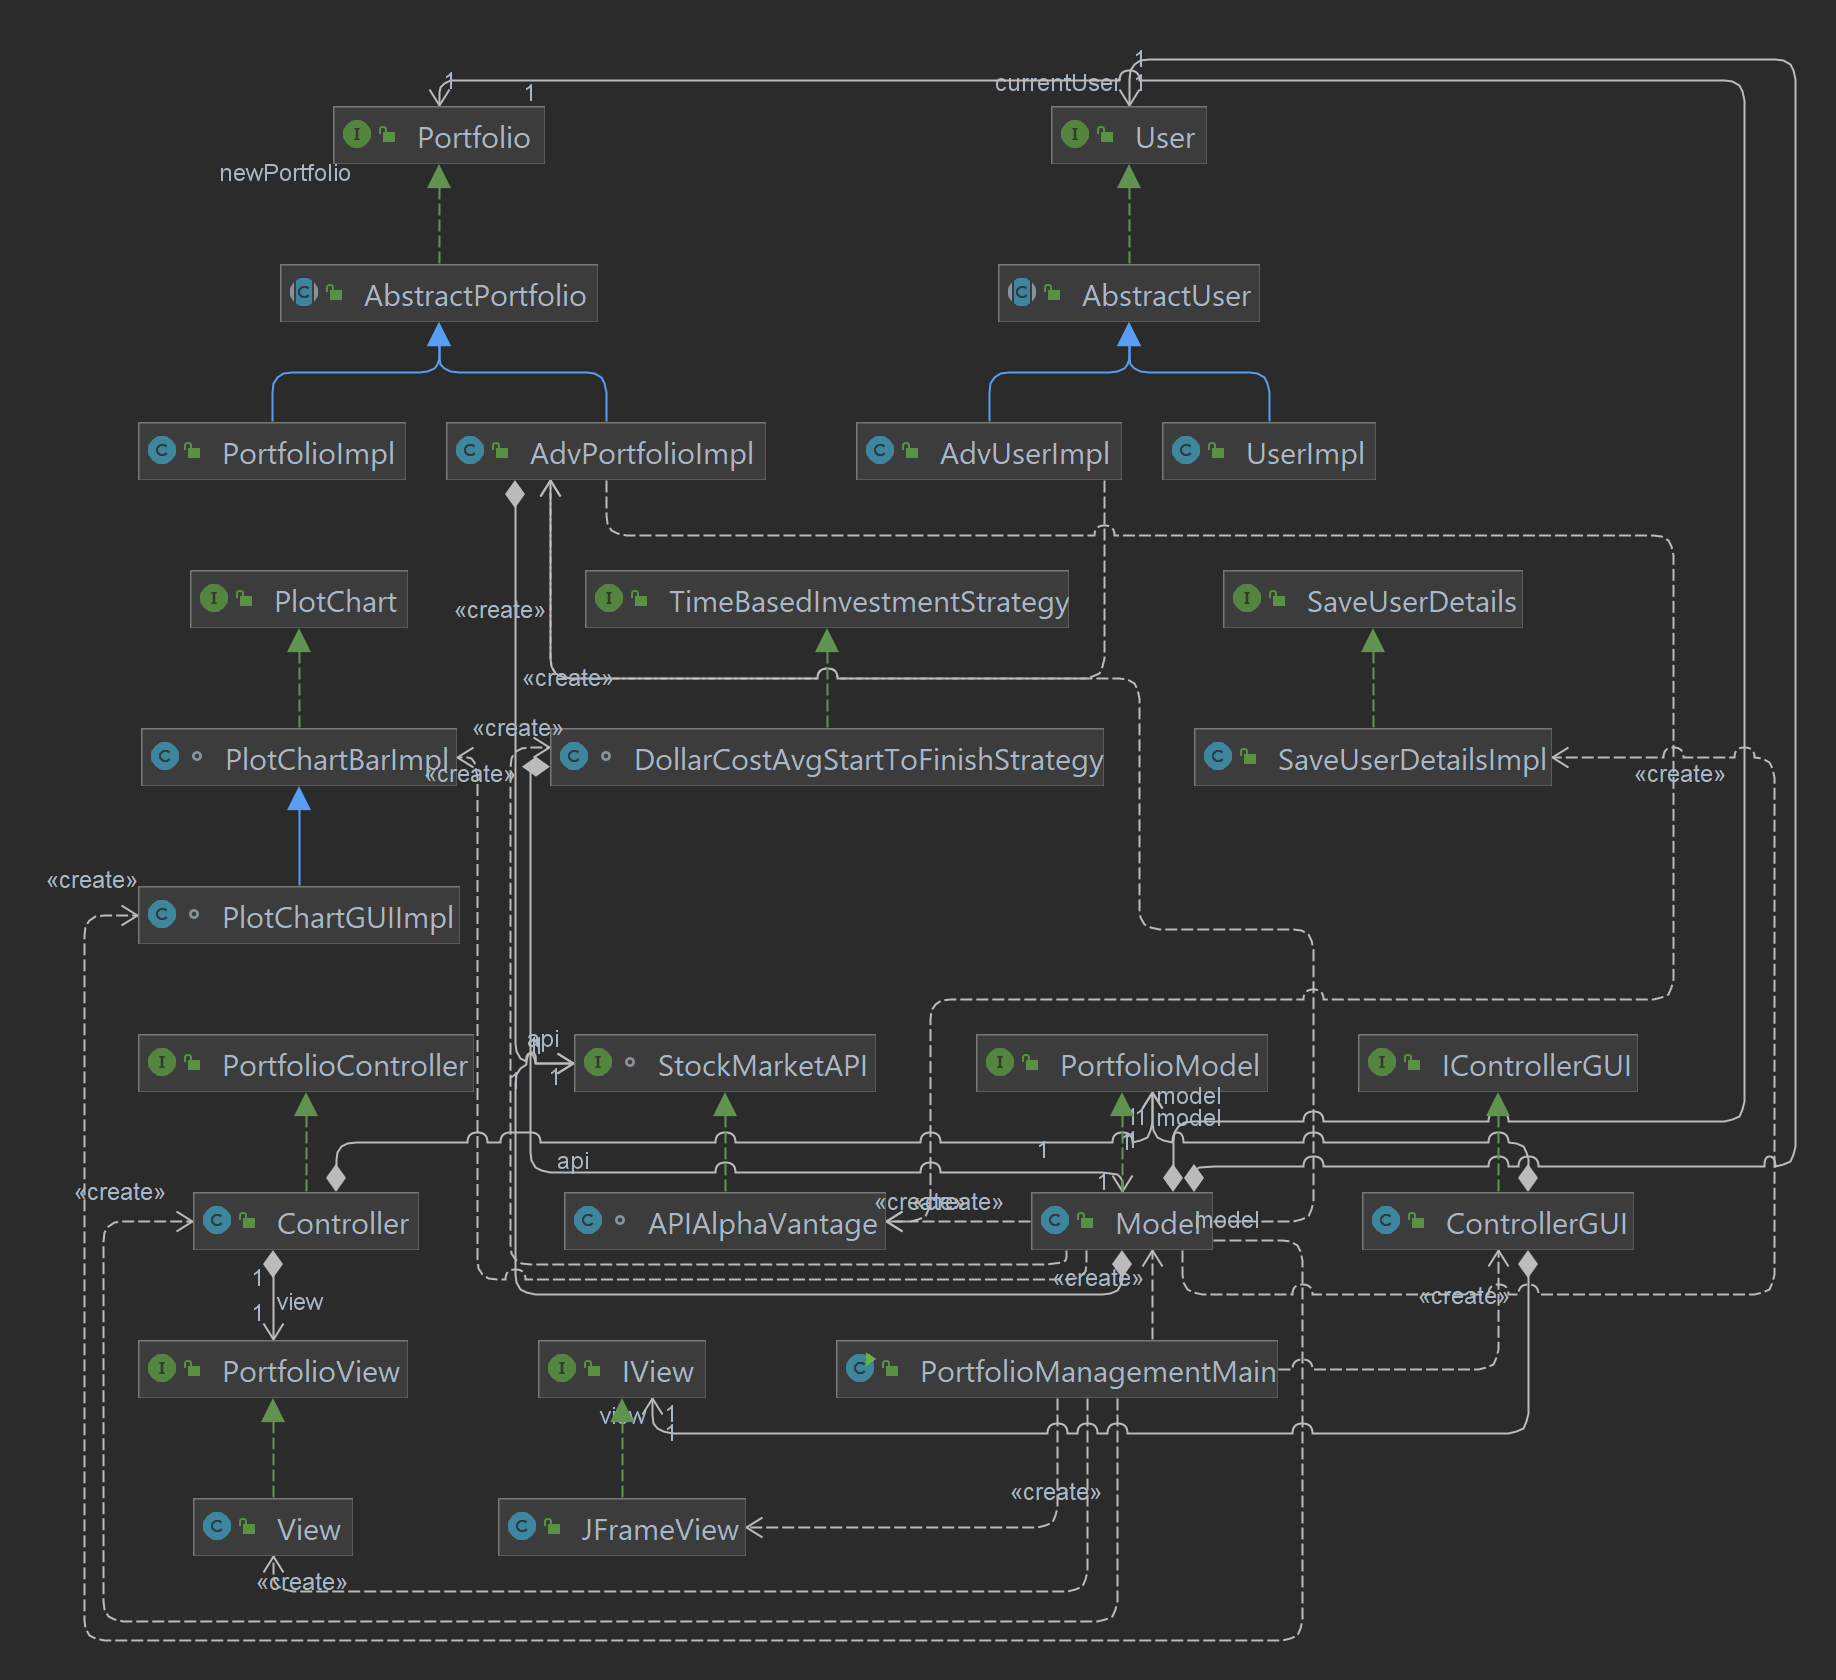 1
currentUser 1
1
1
Portfolio
User
newPortfolio
AbstractPortfolio
AbstractUser
PortfolioImpl
AdvPortfolioImpl
AdvUserImpl
UserImpl
PlotChart
«create»
TimeBasedInvestmentStrategy
SaveUserDetails
«create»
«create»
PlotChartBarImpl
DollarCostAvgStartToFinishStrategy
SaveUserDetailsImpl
«create»
«create»
«create»
PlotChartGUIImpl
api
1
1
PortfolioController
StockMarketAPI
PortfolioModel
IControllerGUI
model
1 1
model
1
1
api
1
«create»
«create»
«create»
Controller
APIAlphaVantage
Model
model
ControllerGUI
1
«create»
«create»
view
1
PortfolioView
IView
PortfolioManagementMain
view
1
1
«create»
View
JFrameView
«create»